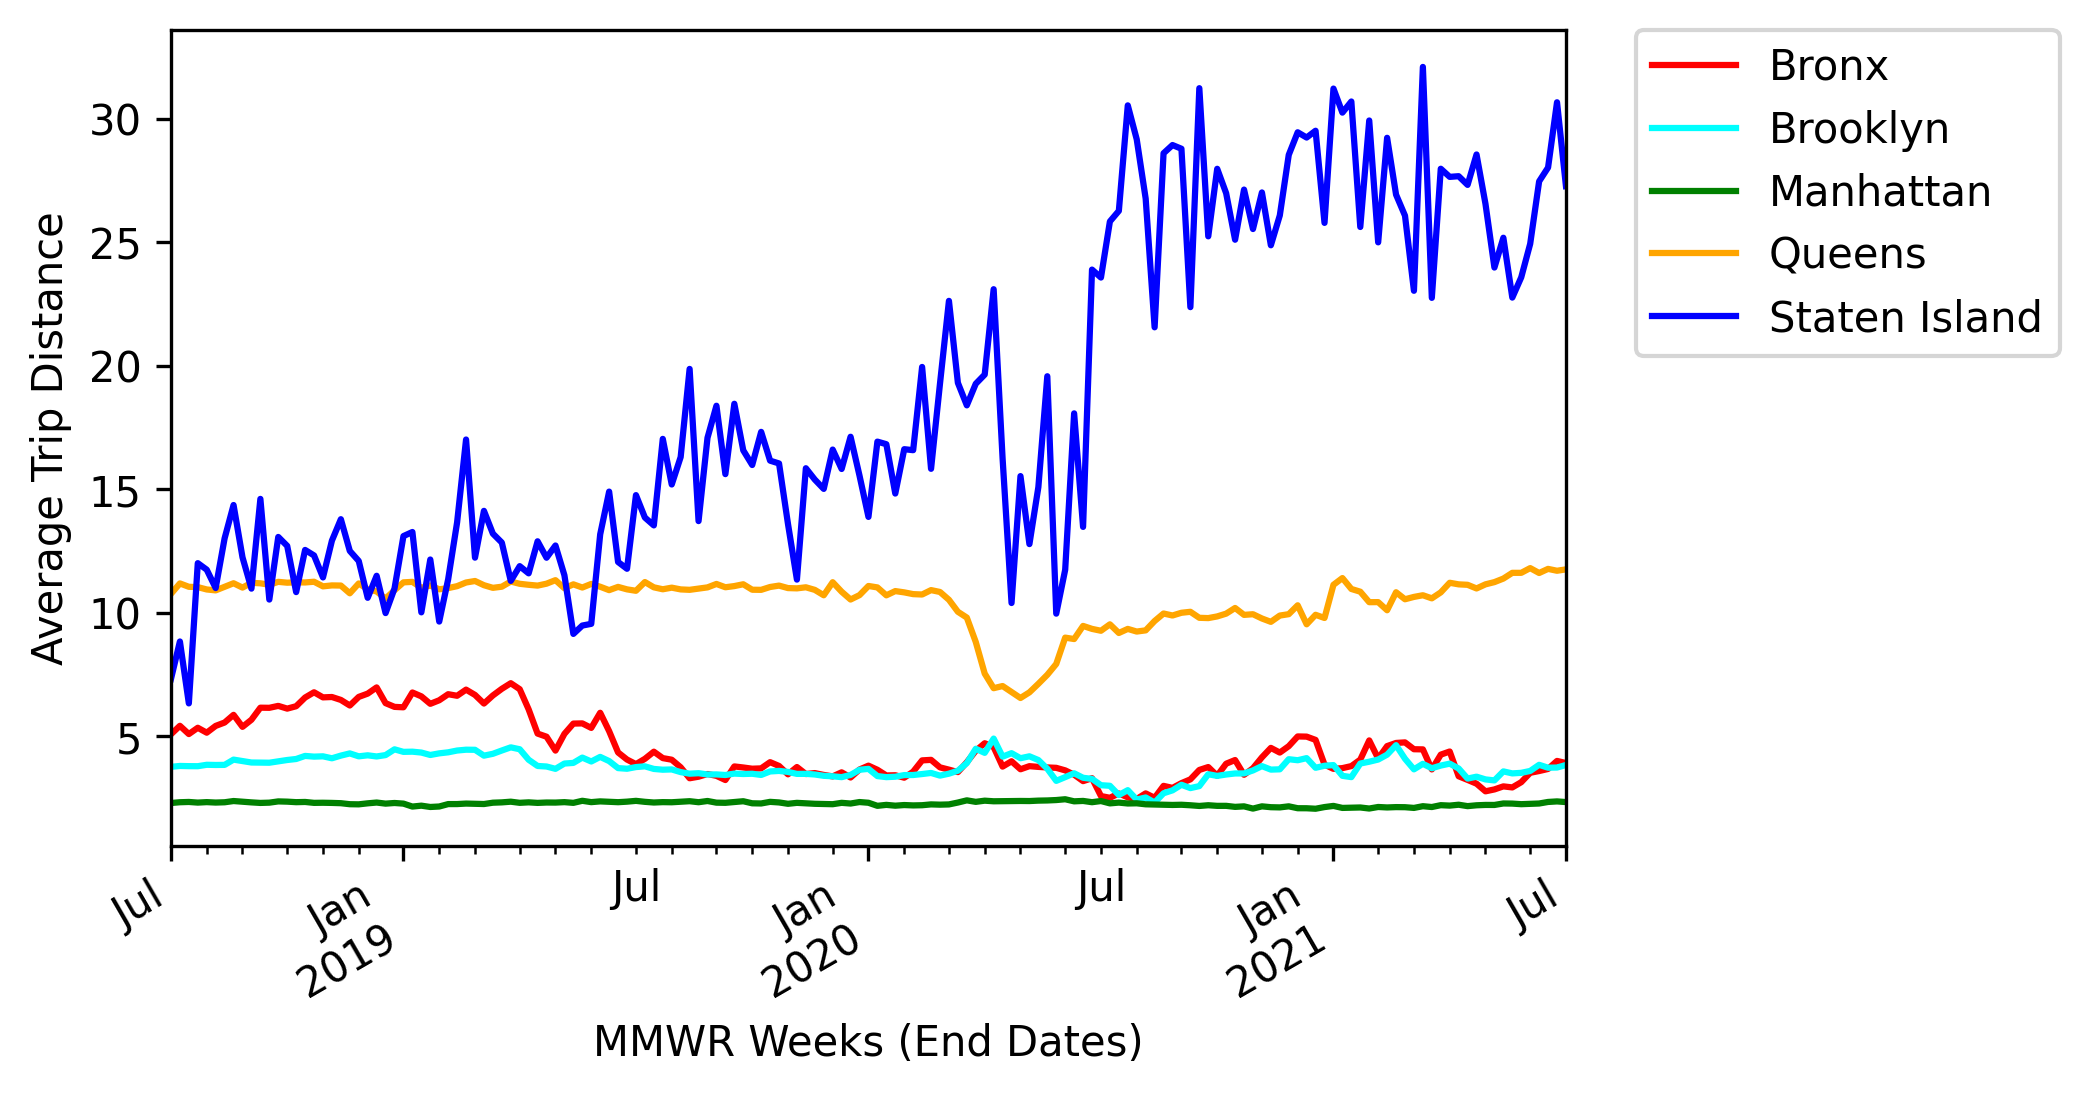 Average Trip Distance
30
25
20
15
10
5
Jul
Jan
2019
Jul
Jan
2020
Jul
Jan
2021
Jul
MMWR Weeks (End Dates)
Bronx
Brooklyn
Manhattan
Queens
Staten Island